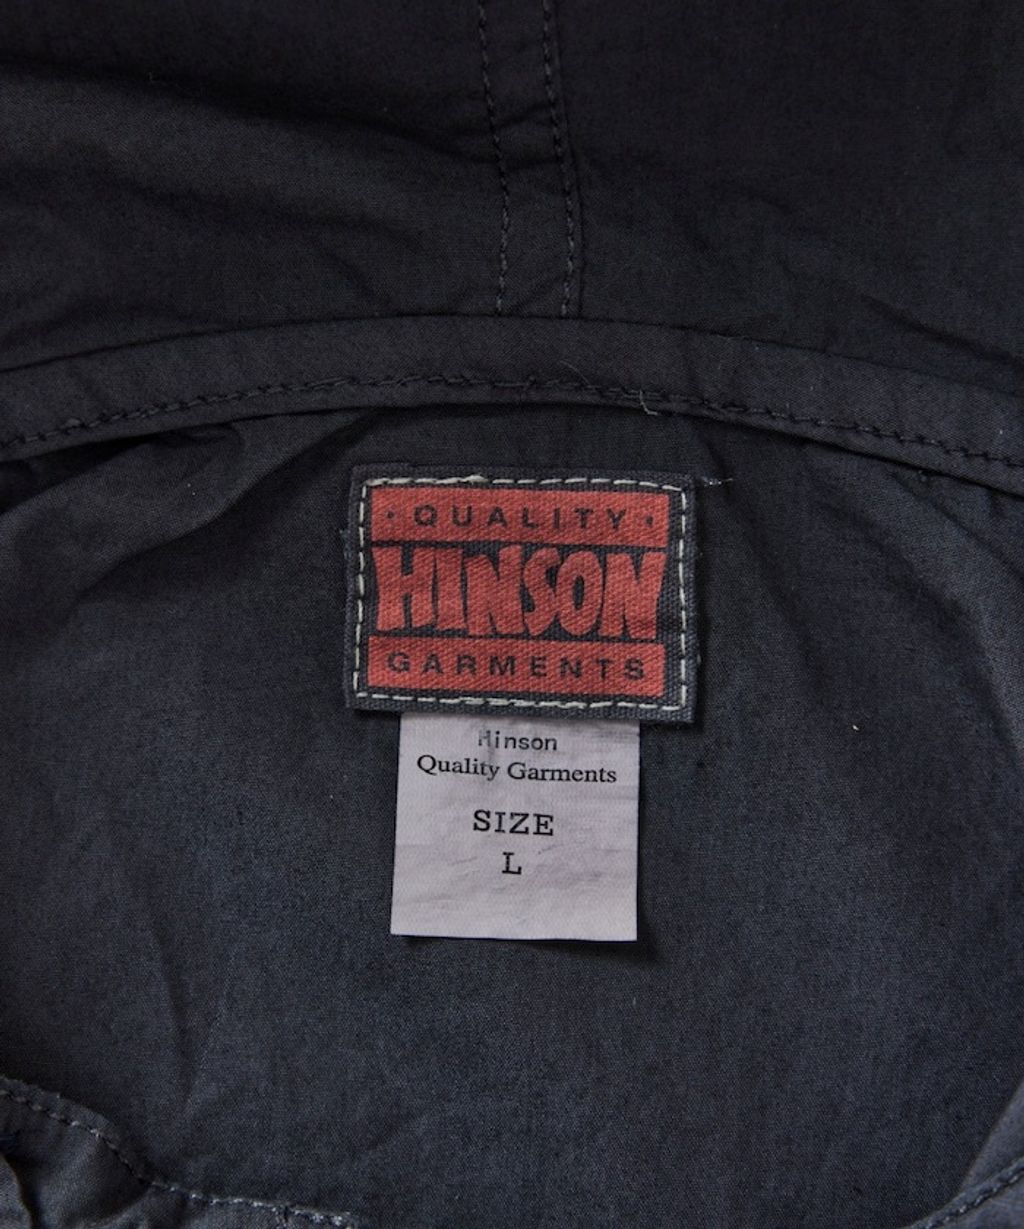 · QUALITY ·
HINSON
GARMENTS
Hinson
Quality Garments
SIZE
L